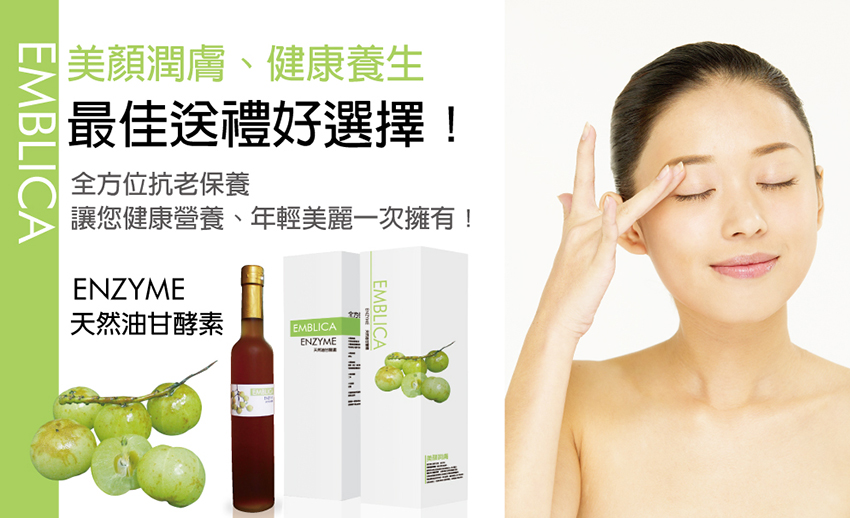 EMBLICA
美顏潤膚、健康養生
最佳送禮好選擇！
全方位抗老保養
讓您健康營養、年輕美麗一次擁有！
ENZYME
天然油甘酵素
EMBLICA
ENZYME
天然油甘酵素
EMBLICA
ENZYME